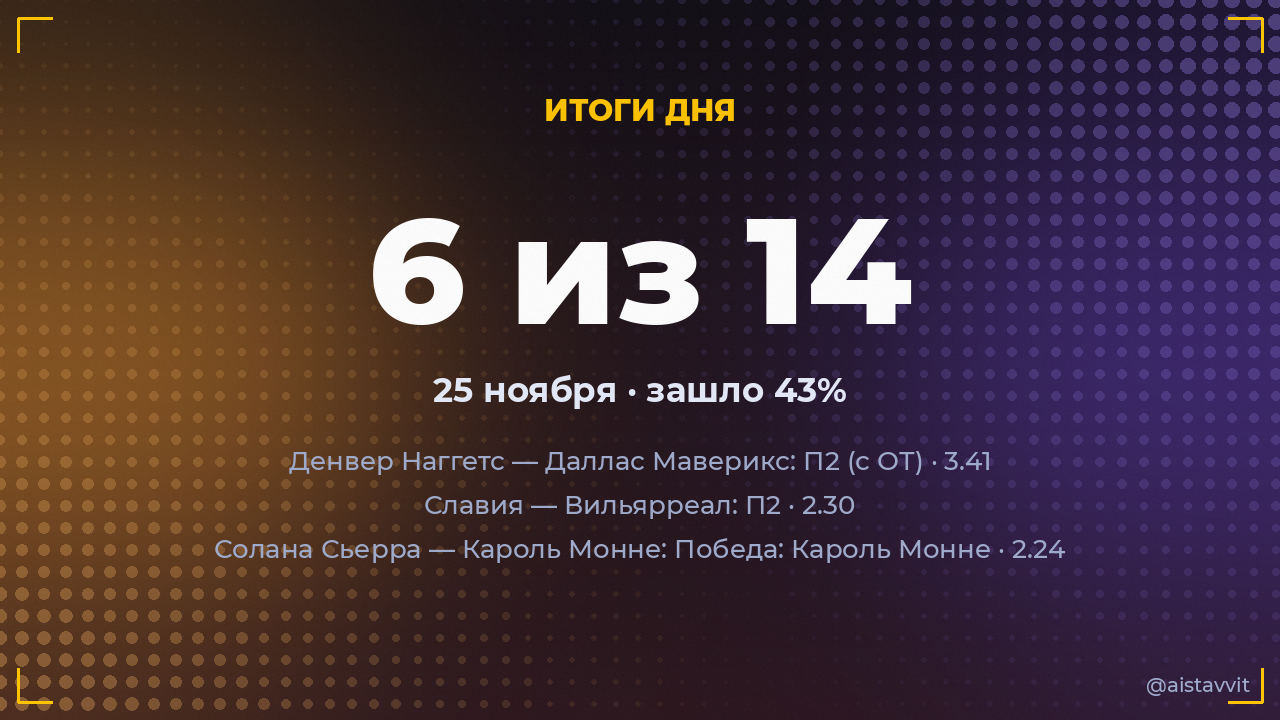 ИТОГИ ДНЯ
6 из 14
25 ноября · зашло 43%
Денвер Наггетс — Даллас Маверикс: П2 (с ОТ) · 3.41
Славия — Вильярреал: П2 · 2.30
Солана Сьерра — Кароль Монне: Победа: Кароль Монне · 2.24
@aistavvit